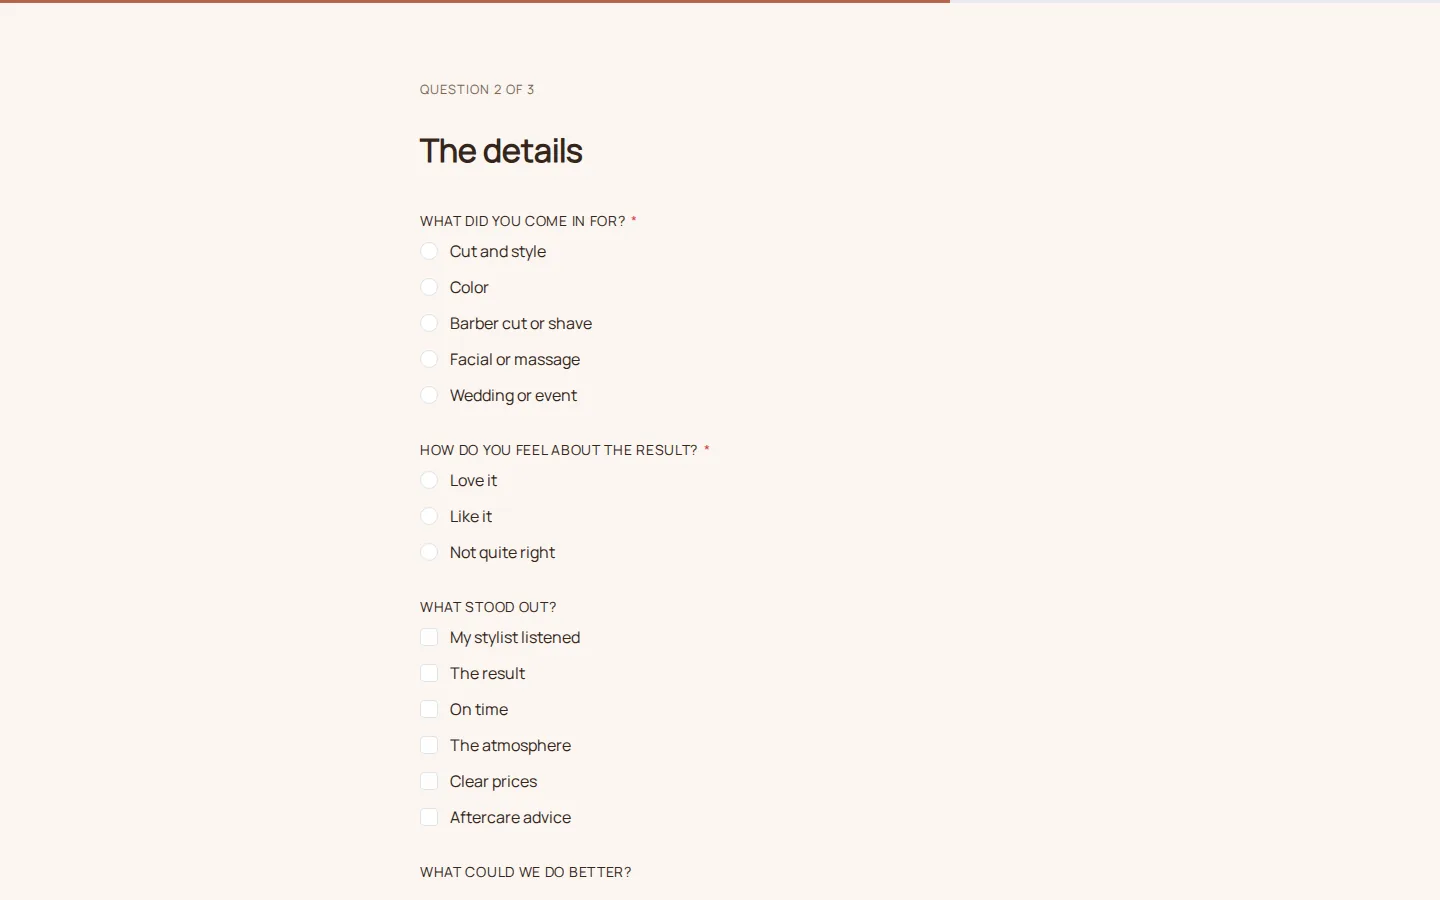 QUESTION 2 OF 3
The details
WHAT DID YOU COME IN FOR? *
Cut and style
Color
Barber cut or shave
Facial or massage
Wedding or event
HOW DO YOU FEEL ABOUT THE RESULT? *
Love it
Like it
Not quite right
WHAT STOOD OUT?
My stylist listened
The result
On time
The atmosphere
Clear prices
Aftercare advice
WHAT COULD WE DO BETTER?